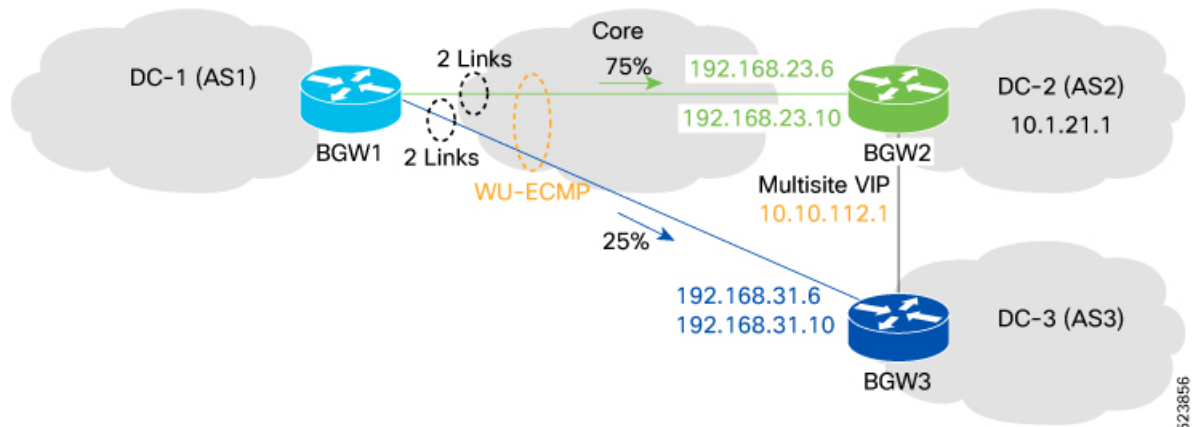 DC-1 (AS1)
BGW1
2 Links
2 Links
WU-ECMP
Core
75%
25%
192.168.23.6
192.168.23.10
BGW2
DC-2 (AS2)
10.1.21.1
Multisite VIP
10.10.112.1
192.168.31.6
192.168.31.10
BGW3
DC-3 (AS3)
523856